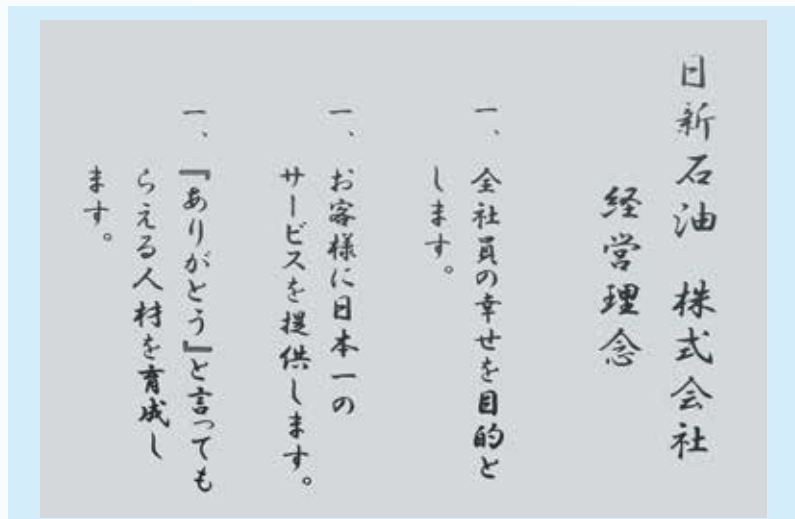 日新石油　株式会社
経営理念
一、全社員の幸せを目的と
します。
一、お客様に日本一の
サービスを提供します。
一、『ありがとう』と言っても
らえる人材を育成し
ます。